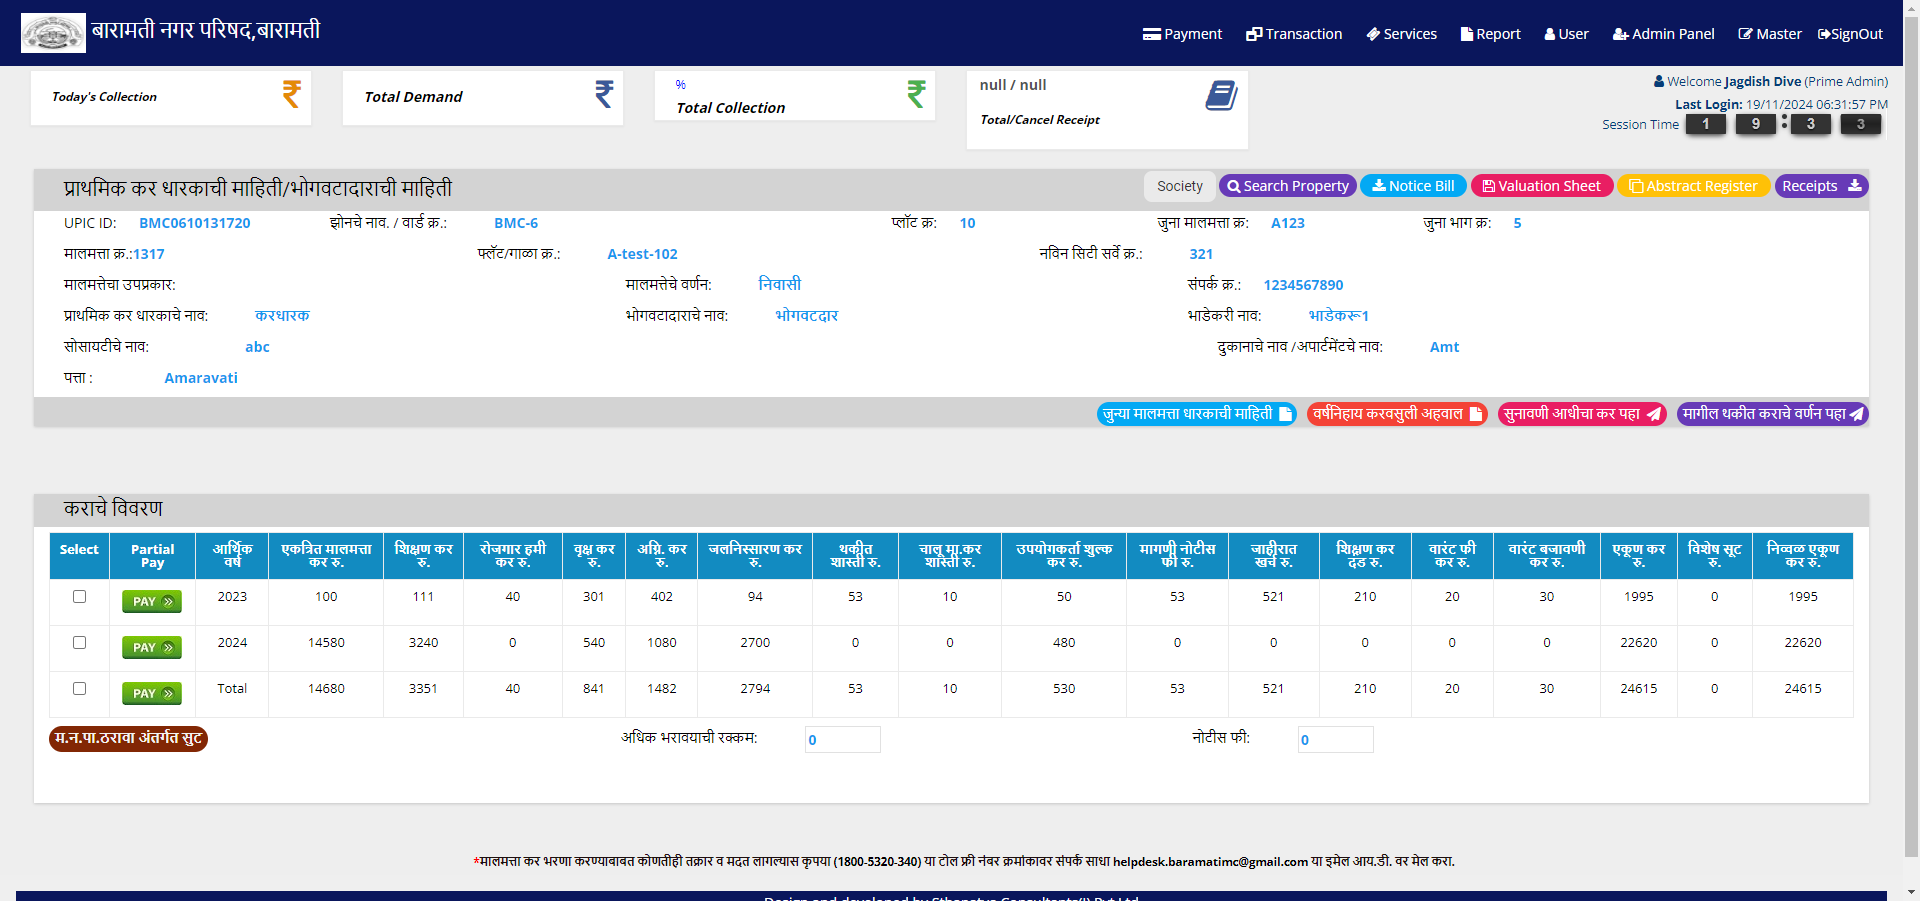 बारामती नगर परिषद,बारामती
Payment Transaction Services Report User Admin Panel Master SignOut
Today's Collection
Total Demand
%
Total Collection
null / null
Total/Cancel Receipt
Welcome Jagdish Dive (Prime Admin)
Last Login: 19/11/2024 06:31:57 PM
Session Time 1 9 : 3 3
प्राथमिक कर धारकाची माहिती/भोगवटादाराची माहिती
Society Search Property Notice Bill Valuation Sheet Abstract Register Receipts
UPIC ID: BMC0610131720 झोनचे नाव. / वार्ड क्र.: BMC-6 प्लॉट क्र: 10 जुना मालमत्ता क्र: A123 जुना भाग क्र: 5
मालमत्ता क्र.:1317 फ्लॅट/गाळा क्र.: A-test-102 नविन सिटी सर्वे क्र.: 321
मालमत्तेचा उपप्रकार: मालमत्तेचे वर्णन: निवासी संपर्क क्र.: 1234567890
प्राथमिक कर धारकाचे नाव: करधारक भोगवटादाराचे नाव: भोगवटदार भाडेकरी नाव: भाडेकरू1
सोसायटीचे नाव: abc दुकानाचे नाव /अपार्टमेंटचे नाव: Amt
पत्ता : Amaravati
जुन्या मालमत्ता धारकाची माहिती वर्षनिहाय करवसुली अहवाल सुनावणी आधीचा कर पहा मागील थकीत कराचे वर्णन पहा
कराचे विवरण
Select Partial Pay आर्थिक वर्ष एकत्रित मालमत्ता कर रु. शिक्षण कर रु. रोजगार हमी कर रु. वृक्ष कर रु. अग्नि. कर रु. जलनिस्सारण कर रु. थकीत शास्ती रु. चालू मा.कर शास्ती रु. उपयोगकर्ता शुल्क कर रु. मागणी नोटीस फी रु. जाहीरात खर्च रु. शिक्षण कर दंड रु. वारंट फी कर रु. वारंट बजावणी कर रु. एकूण कर रु. विशेष सूट रु. निव्वळ एकूण कर रु.
PAY 2023 100 111 40 301 402 94 53 10 50 53 521 210 20 30 1995 0 1995
PAY 2024 14580 3240 0 540 1080 2700 0 0 480 0 0 0 0 0 22620 0 22620
PAY Total 14680 3351 40 841 1482 2794 53 10 530 53 521 210 20 30 24615 0 24615
म.न.पा.ठरावा अंतर्गत सुट अधिक भरावयाची रक्कम: 0 नोटीस फी: 0
*मालमत्ता कर भरणा करण्याबाबत कोणतीही तक्रार व मदत लागल्यास कृपया (1800-5320-340) या टोल फ्री नंबर क्रमांकावर संपर्क साधा helpdesk.baramatimc@gmail.com या इमेल आय.डी. वर मेल करा.